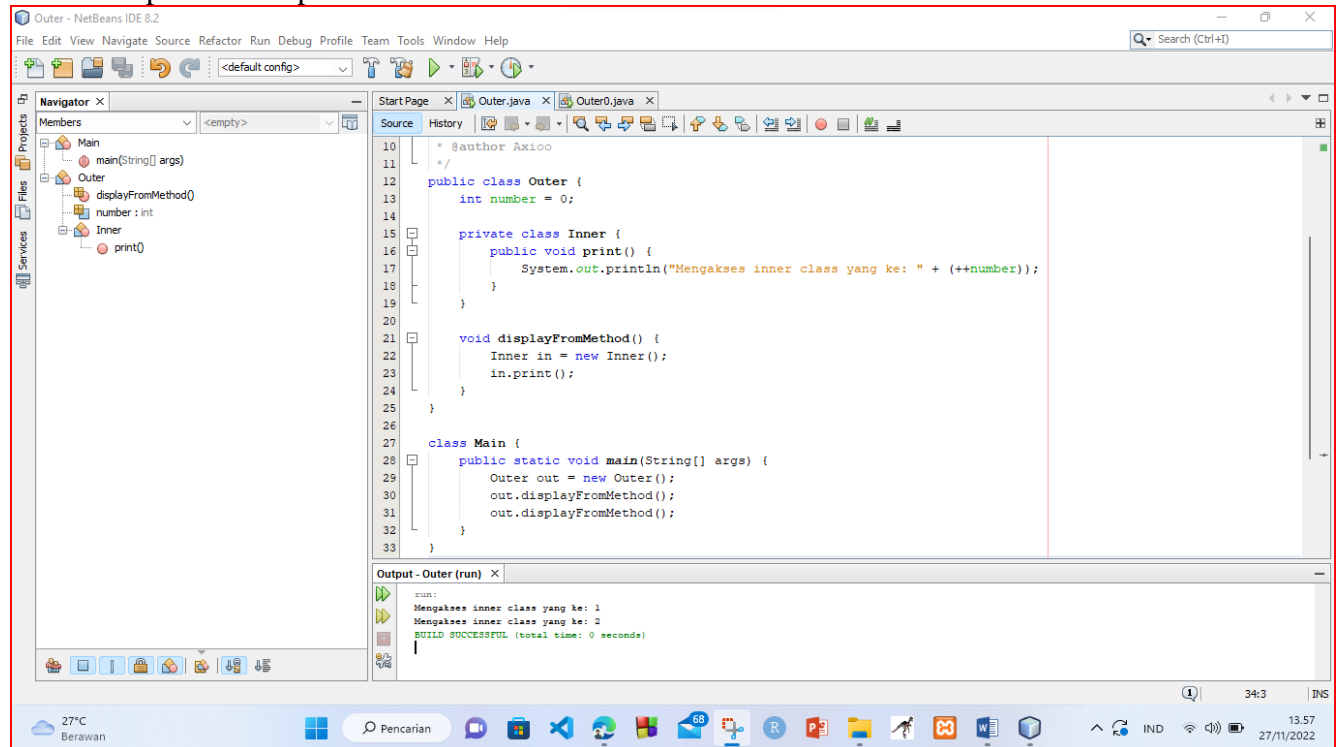 Outer - NetBeans IDE 8.2
File Edit View Navigate Source Refactor Run Debug Profile Team Tools Window Help
Search (Ctrl+I)
<default config>
Projects
Files
Services
Navigator
Members
<empty>
Main
main(String[] args)
Outer
displayFromMethod()
number : int
Inner
print()
Start Page
Outer.java
Outer0.java
Source History
10 * @author Axioo
11 */
12 public class Outer {
13 int number = 0;
14
15 private class Inner {
16 public void print() {
17 System.out.println("Mengakses inner class yang ke: " + (++number));
18 }
19 }
20
21 void displayFromMethod() {
22 Inner in = new Inner();
23 in.print();
24 }
25 }
26
27 class Main {
28 public static void main(String[] args) {
29 Outer out = new Outer();
30 out.displayFromMethod();
31 out.displayFromMethod();
32 }
33 }
Output - Outer (run)
run:
Mengakses inner class yang ke: 1
Mengakses inner class yang ke: 2
BUILD SUCCESSFUL (total time: 0 seconds)
1
34:3
INS
27°C
Berawan
Pencarian
68
R
IND
13.57
27/11/2022